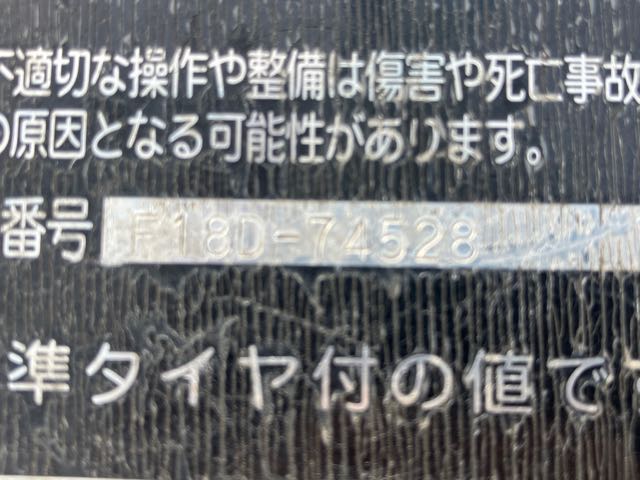 不適切な操作や整備は傷害や死亡事故
の原因となる可能性があります。
番号 F18D-74528
準タイヤ付の値で